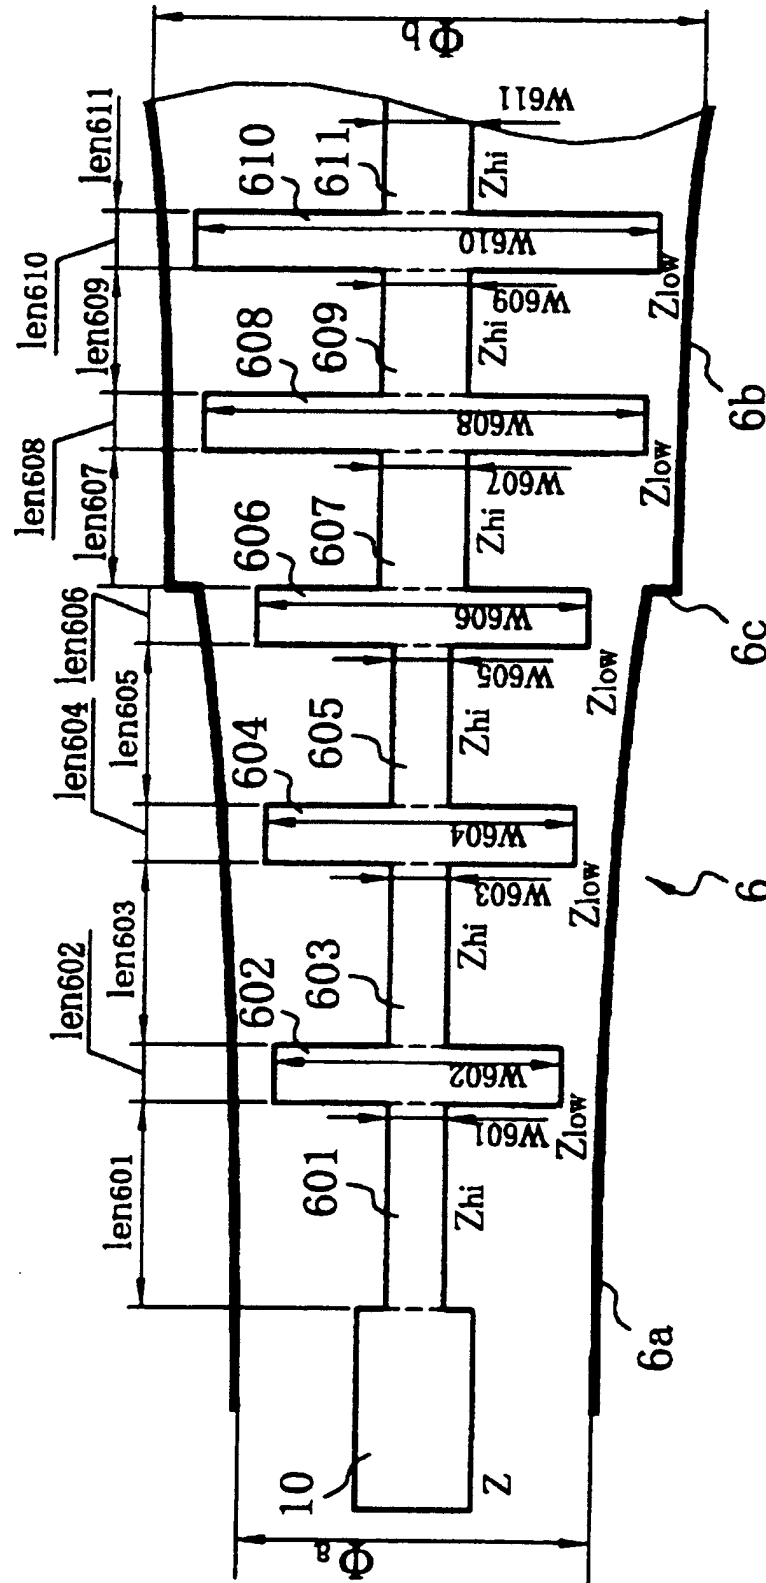 Φb
Φa
len601
len602
len603
len604
len605
len606
len607
len608
len609
len610
len611
10
601
602
603
604
605
606
607
608
609
610
611
W601
W602
W603
W604
W605
W606
W607
W608
W609
W610
W611
Z
Zhi
Zlow
Zhi
Zlow
Zhi
Zlow
Zhi
Zlow
Zhi
Zlow
Zhi
6a
6
6c
6b